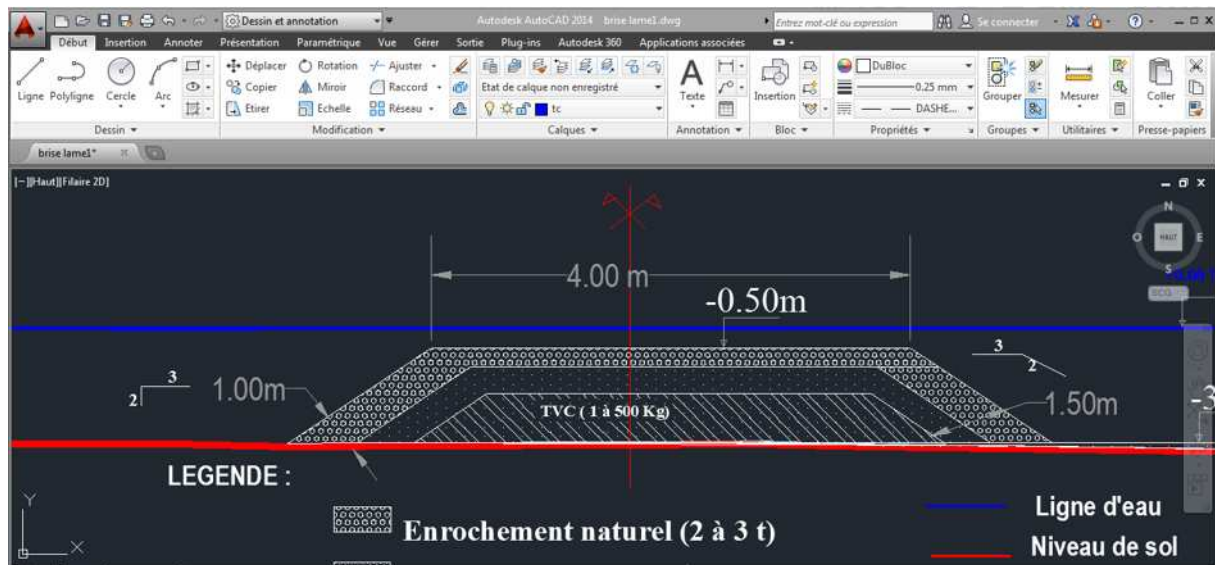 Dessin et annotation
Autodesk AutoCAD 2014 brise lame1.dwg
Entrez mot-clé ou expression
Se connecter
Début Insertion Annoter Présentation Paramétrique Vue Gérer Sortie Plug-ins Autodesk 360 Applications associées
Ligne Polyligne Cercle Arc
Déplacer Rotation Ajuster
Copier Miroir Raccord
Etirer Echelle Réseau
Etat de calque non enregistré
tc
Texte
Insertion
DuBloc
0.25 mm
DASHE...
Grouper
Mesurer
Coller
Dessin Modification Calques Annotation Bloc Propriétés Groupes Utilitaires Presse-papiers
brise lame1*
[–][Haut][Filaire 2D]
N
O HAUT E
S
SCG
4.00 m
-0.50m
3
2
1.00m
3
2
1.50m
-3
TVC ( 1 à 500 Kg)
LEGENDE :
Enrochement naturel (2 à 3 t)
Ligne d'eau
Niveau de sol
Y
X